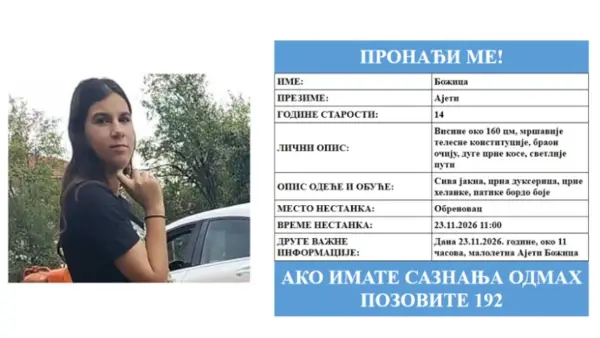 ПРОНАЂИ МЕ!
ИМЕ: Божица
ПРЕЗИМЕ: Ајети
ГОДИНЕ СТАРОСТИ: 14
ЛИЧНИ ОПИС: Висине око 160 цм, мршавије
телесне конституције, браон
очију, дуге црне косе, светлије
пути
ОПИС ОДЕЋЕ И ОБУЋЕ: Сива јакна, црна дуксерица, црне
хеланке, патике бордо боје
МЕСТО НЕСТАНКА: Обреновац
ВРЕМЕ НЕСТАНКА: 23.11.2026 11:00
ДРУГЕ ВАЖНЕ
ИНФОРМАЦИЈЕ:
Дана 23.11.2026. године, око 11
часова, малолетна Ајети Божица
АКО ИМАТЕ САЗНАЊА ОДМАХ
ПОЗОВИТЕ 192